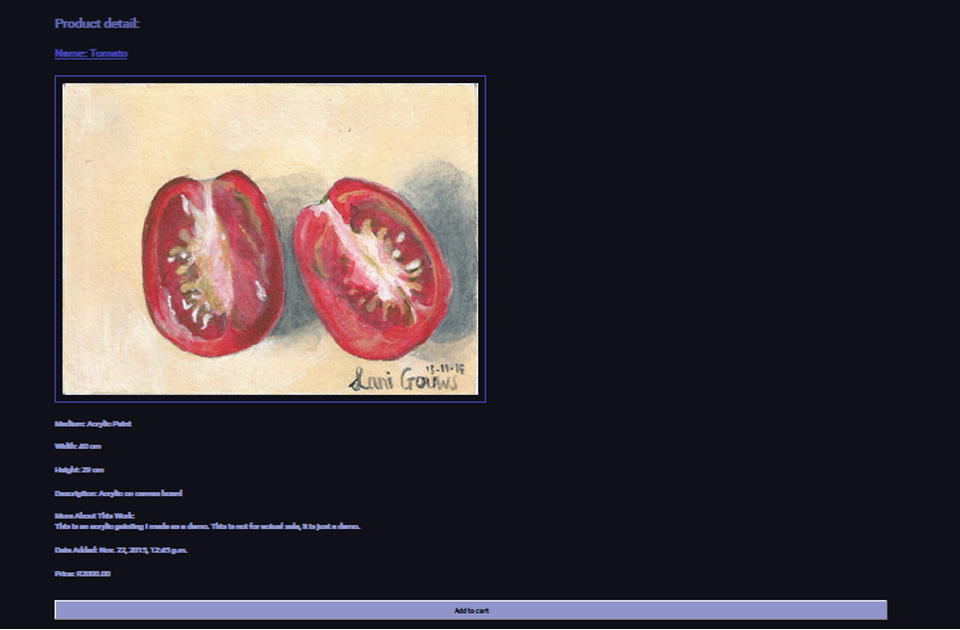 Product detail:
Name: Tomato
13-11-15
Lani Gouws
Medium: Acrylic Paint
Width: 40 cm
Height: 29 cm
Description: Acrylic on canvas board
More About This Work:
This is an acrylic painting I made as a demo. This is not for actual sale, it is just a demo.
Date Added: Nov. 22, 2015, 12:45 p.m.
Price: R2000.00
Add to cart